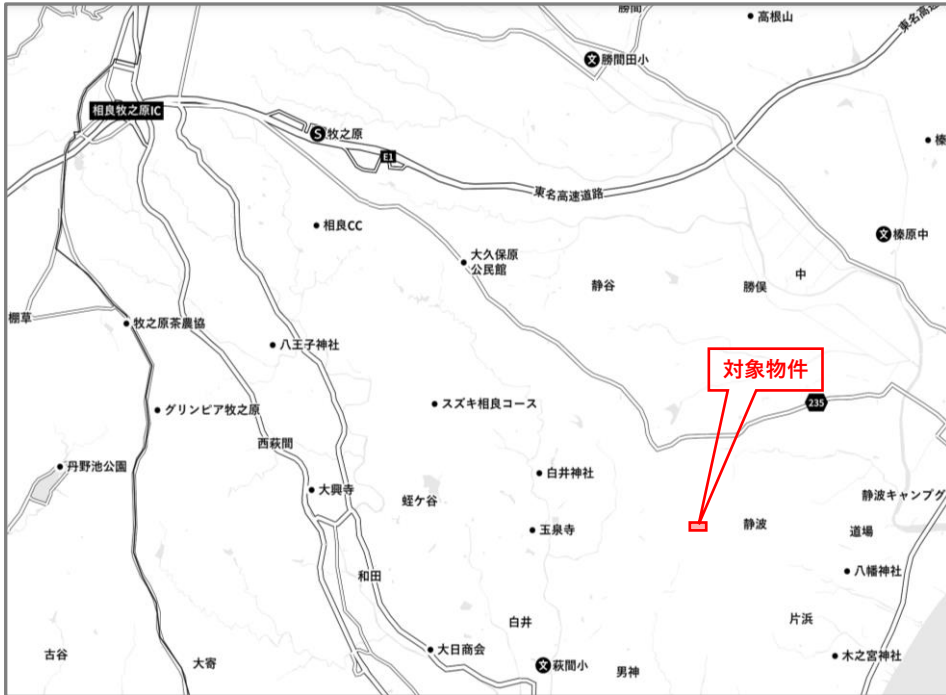 勝間
高根山
東名高速
文 勝間田小
相良牧之原IC
S 牧之原
E1
榛
東名高速道路
相良CC
文 榛原中
大久保原
公民館
中
静谷
勝俣
棚草
牧之原茶農協
八王子神社
対象物件
235
スズキ相良コース
グリンピア牧之原
西萩間
丹野池公園
白井神社
大興寺
蛭ケ谷
静波キャンプグ
玉泉寺
静波
道場
八幡神社
和田
白井
片浜
大日商会
古谷
大寄
文 萩間小
男神
木之宮神社